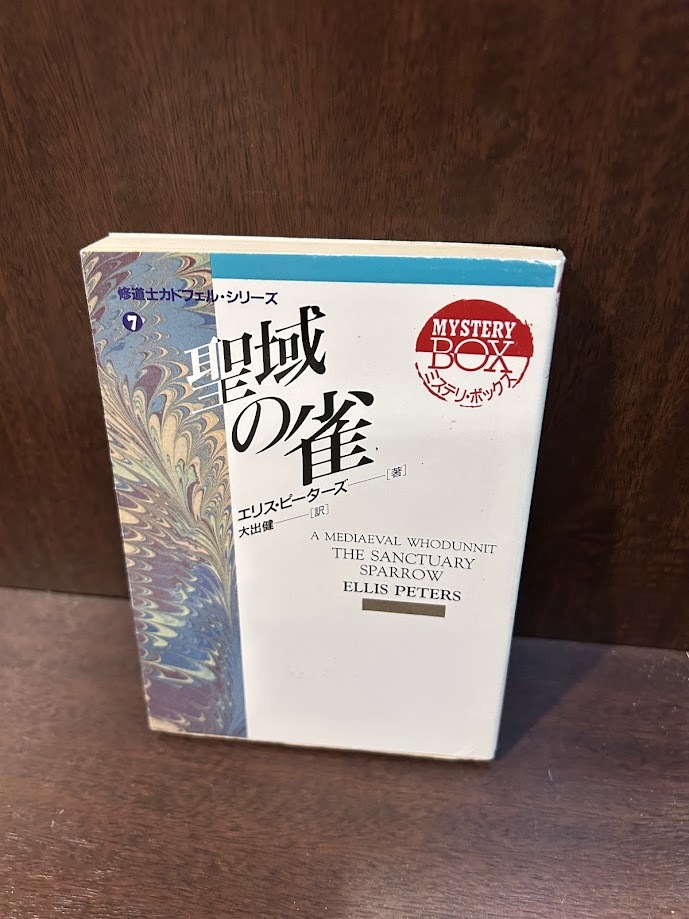 修道士カドフェル・シリーズ
7
聖域
の雀
エリス・ピーターズ——[著]
大出健——[訳]
MYSTERY
BOX
ミステリ・ボックス
A MEDIAEVAL WHODUNNIT
THE SANCTUARY
SPARROW
ELLIS PETERS